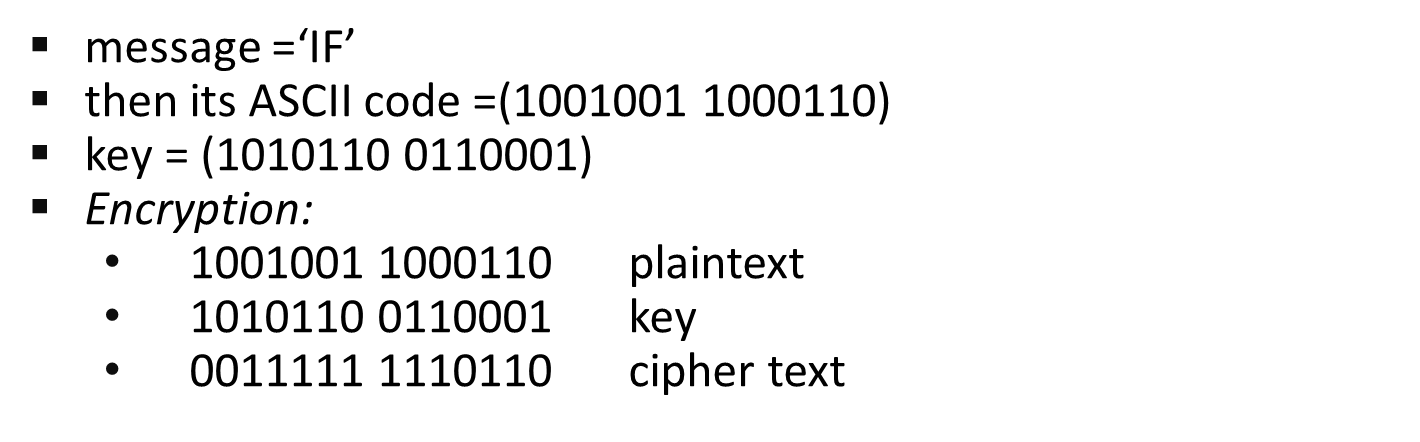 ▪ message =‘IF’
▪ then its ASCII code =(1001001 1000110)
▪ key = (1010110 0110001)
▪ Encryption:
• 1001001 1000110 plaintext
• 1010110 0110001 key
• 0011111 1110110 cipher text